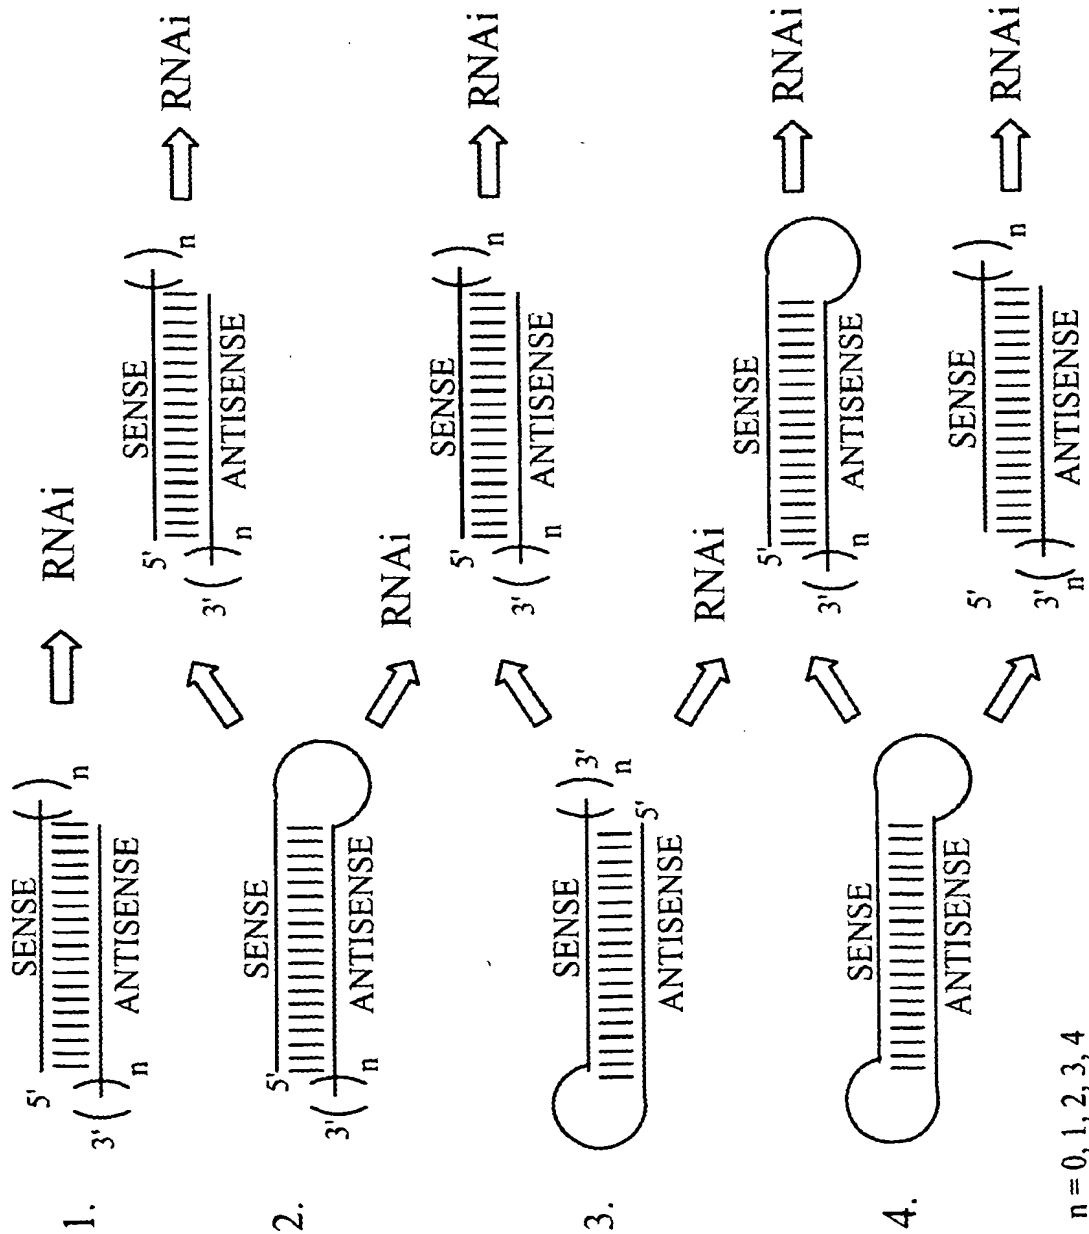 1.
5'
SENSE
3' ( ) n
ANTISENSE
( ) n
RNAi
2.
5'
SENSE
3' ( ) n
ANTISENSE
5'
SENSE
( ) n
3' ( ) n
ANTISENSE
RNAi
RNAi
3.
SENSE
( ) 3' n
5'
ANTISENSE
5'
SENSE
( ) n
3' ( ) n
ANTISENSE
RNAi
RNAi
4.
SENSE
ANTISENSE
5'
SENSE
3' ( ) n
ANTISENSE
RNAi
5'
SENSE
( ) n
3' ( ) n
ANTISENSE
RNAi
n = 0, 1, 2, 3, 4